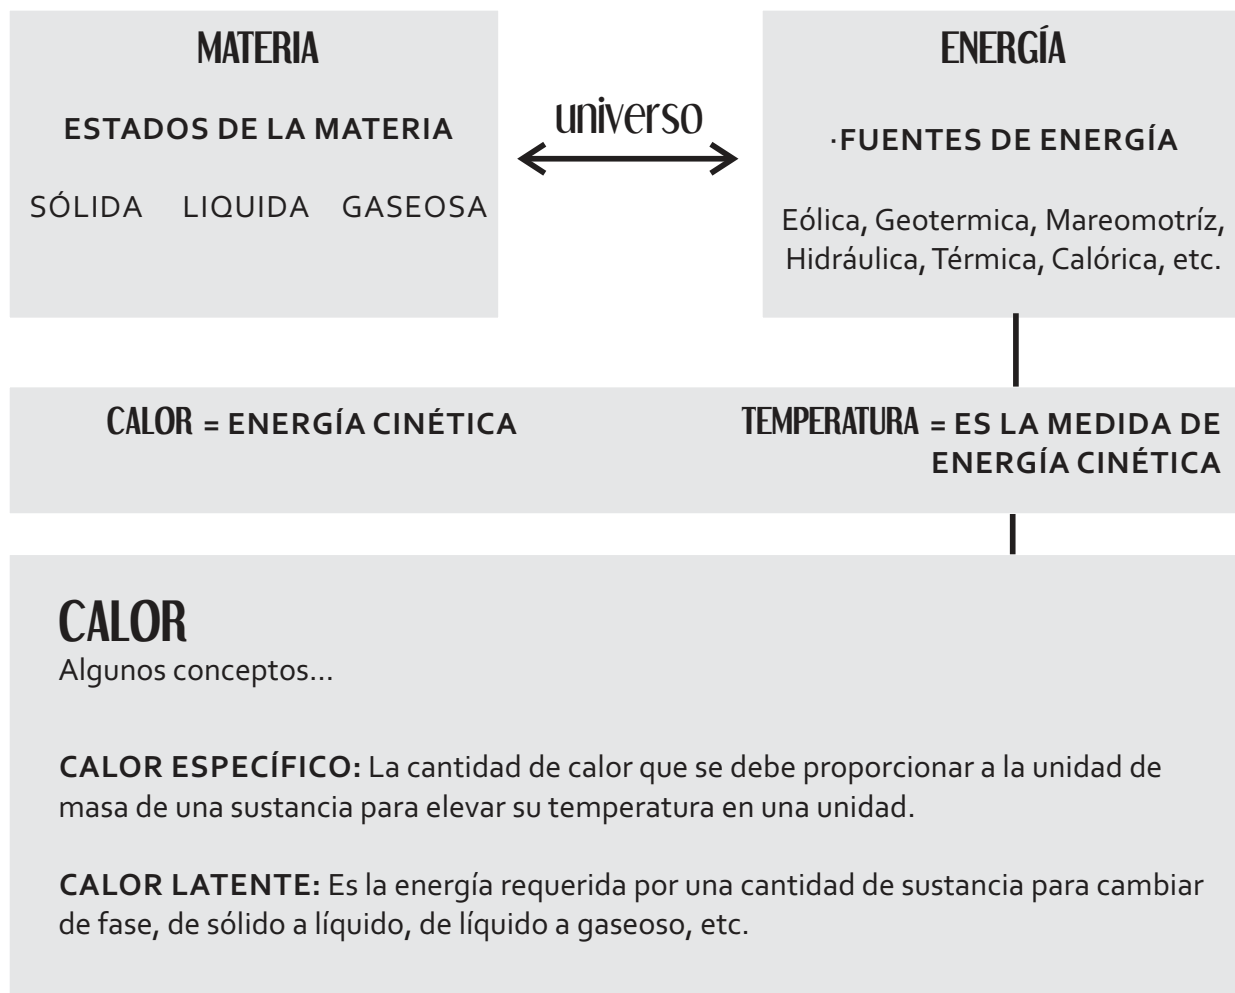 MATERIA
ESTADOS DE LA MATERIA
SÓLIDA LIQUIDA GASEOSA
universo
ENERGÍA
·FUENTES DE ENERGÍA
Eólica, Geotermica, Mareomotríz,
Hidráulica, Térmica, Calórica, etc.
CALOR = ENERGÍA CINÉTICA
TEMPERATURA = ES LA MEDIDA DE
ENERGÍA CINÉTICA
CALOR
Algunos conceptos...
CALOR ESPECÍFICO: La cantidad de calor que se debe proporcionar a la unidad de
masa de una sustancia para elevar su temperatura en una unidad.
CALOR LATENTE: Es la energía requerida por una cantidad de sustancia para cambiar
de fase, de sólido a líquido, de líquido a gaseoso, etc.